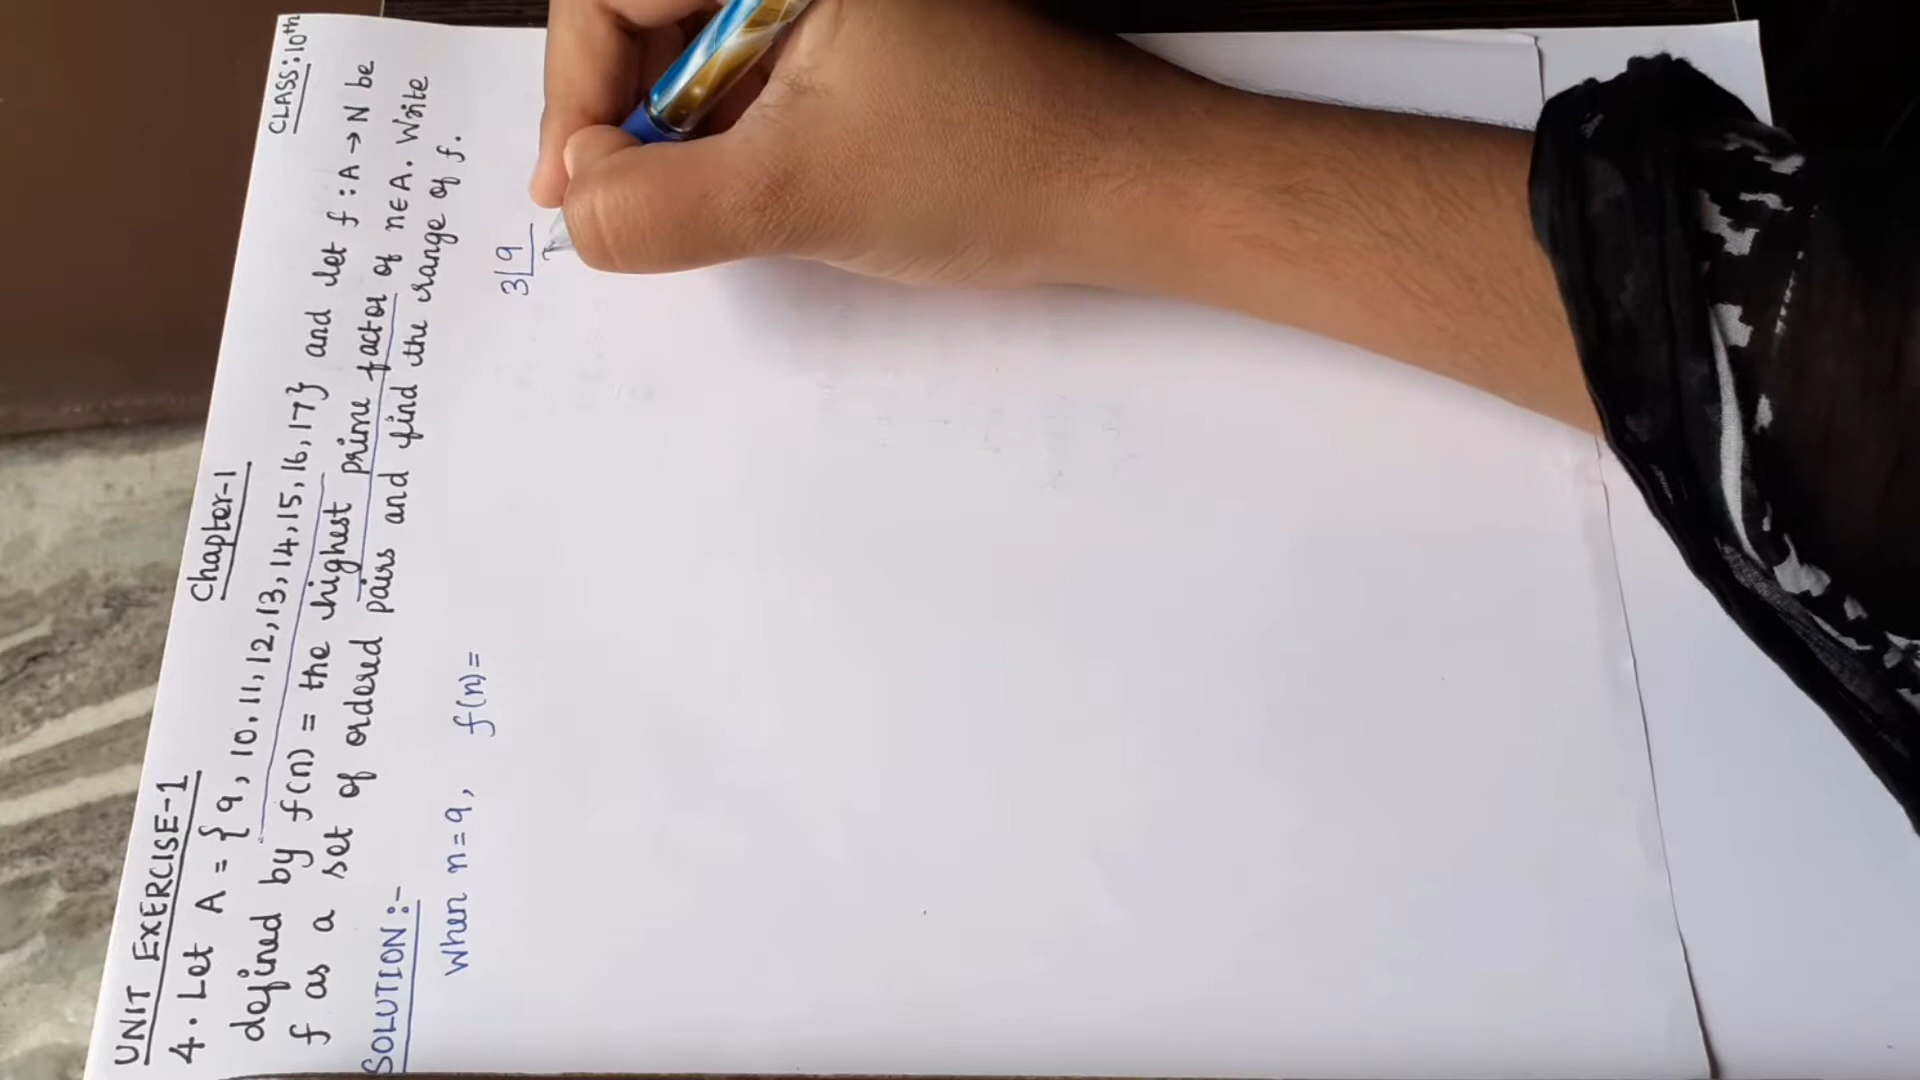 CLASS:10th
Chapter-1
UNIT EXERCISE-1
4. Let A = {9, 10, 11, 12, 13, 14, 15, 16, 17} and let f : A → N be
defined by f(n) = the highest prime factor of n∈A. Write
f as a set of ordered pairs and find the range of f.
SOLUTION:-
When n=9, f(n)=
3|9